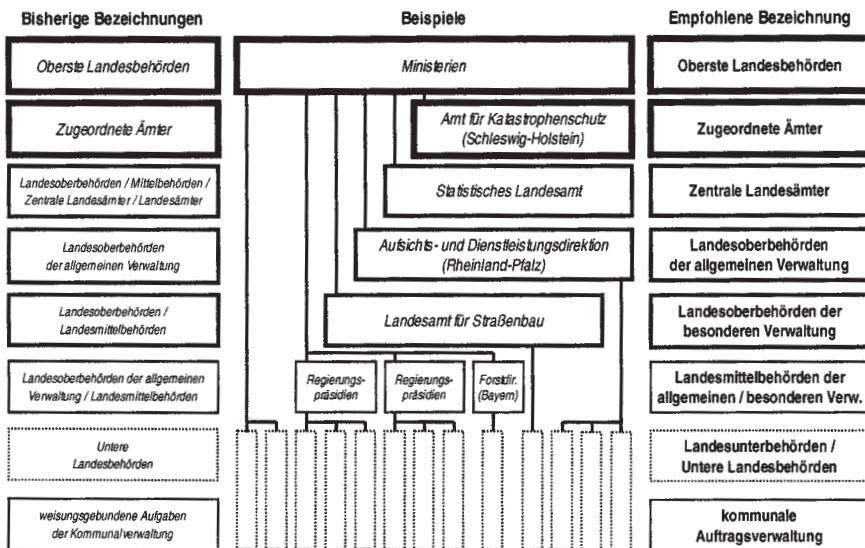 Bisherige Bezeichnungen
Beispiele
Empfohlene Bezeichnung
Oberste Landesbehörden
Ministerien
Oberste Landesbehörden
Zugeordnete Ämter
Amt für Katastrophenschutz
(Schleswig-Holstein)
Zugeordnete Ämter
Landesoberbehörden / Mittelbehörden /
Zentrale Landesämter / Landesämter
Statistisches Landesamt
Zentrale Landesämter
Landesoberbehörden
der allgemeinen Verwaltung
Aufsichts- und Dienstleistungsdirektion
(Rheinland-Pfalz)
Landesoberbehörden
der allgemeinen Verwaltung
Landesoberbehörden /
Landesmittelbehörden
Landesamt für Straßenbau
Landesoberbehörden der
besonderen Verwaltung
Landesoberbehörden der allgemeinen
Verwaltung / Landesmittelbehörden
Regierungs-
präsidien
Regierungs-
präsidien
Forstdir.
(Bayern)
Landesmittelbehörden der
allgemeinen / besonderen Verw.
Untere
Landesbehörden
Landesunterbehörden /
Untere Landesbehörden
weisungsgebundene Aufgaben
der Kommunalverwaltung
kommunale
Auftragsverwaltung